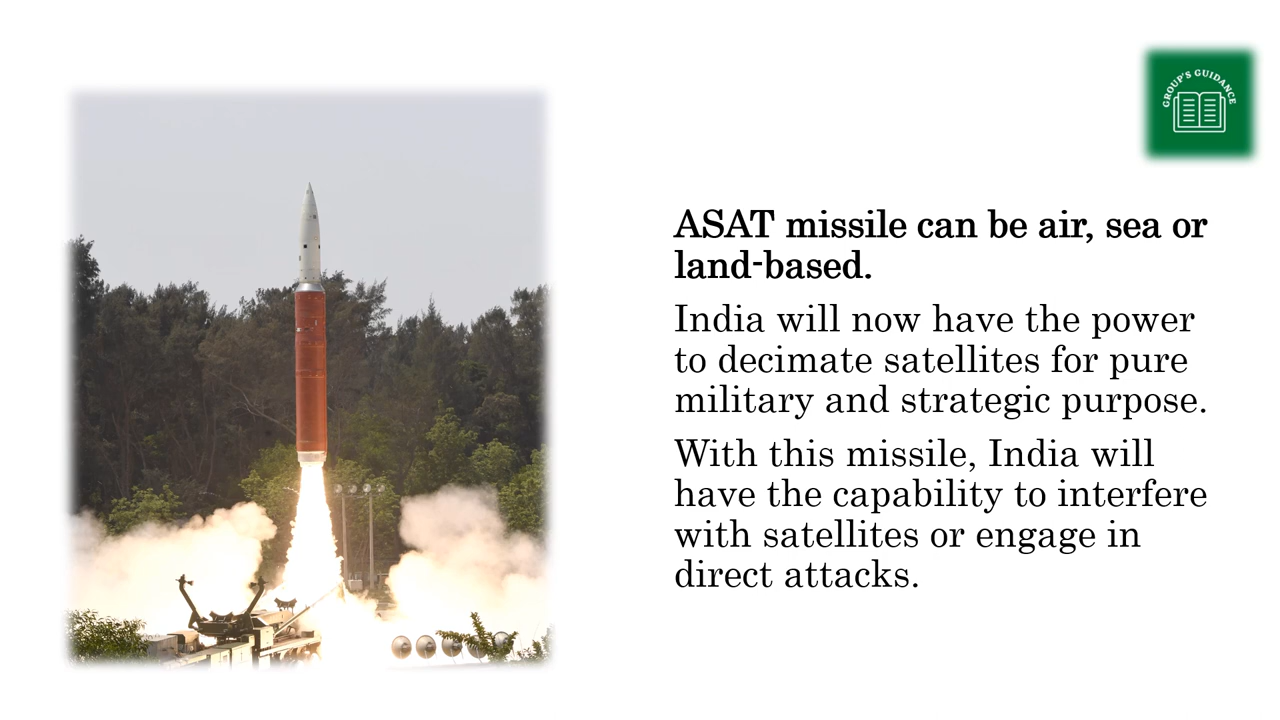 GROUP'S GUIDANCE
ASAT missile can be air, sea or
land-based.
India will now have the power
to decimate satellites for pure
military and strategic purpose.
With this missile, India will
have the capability to interfere
with satellites or engage in
direct attacks.